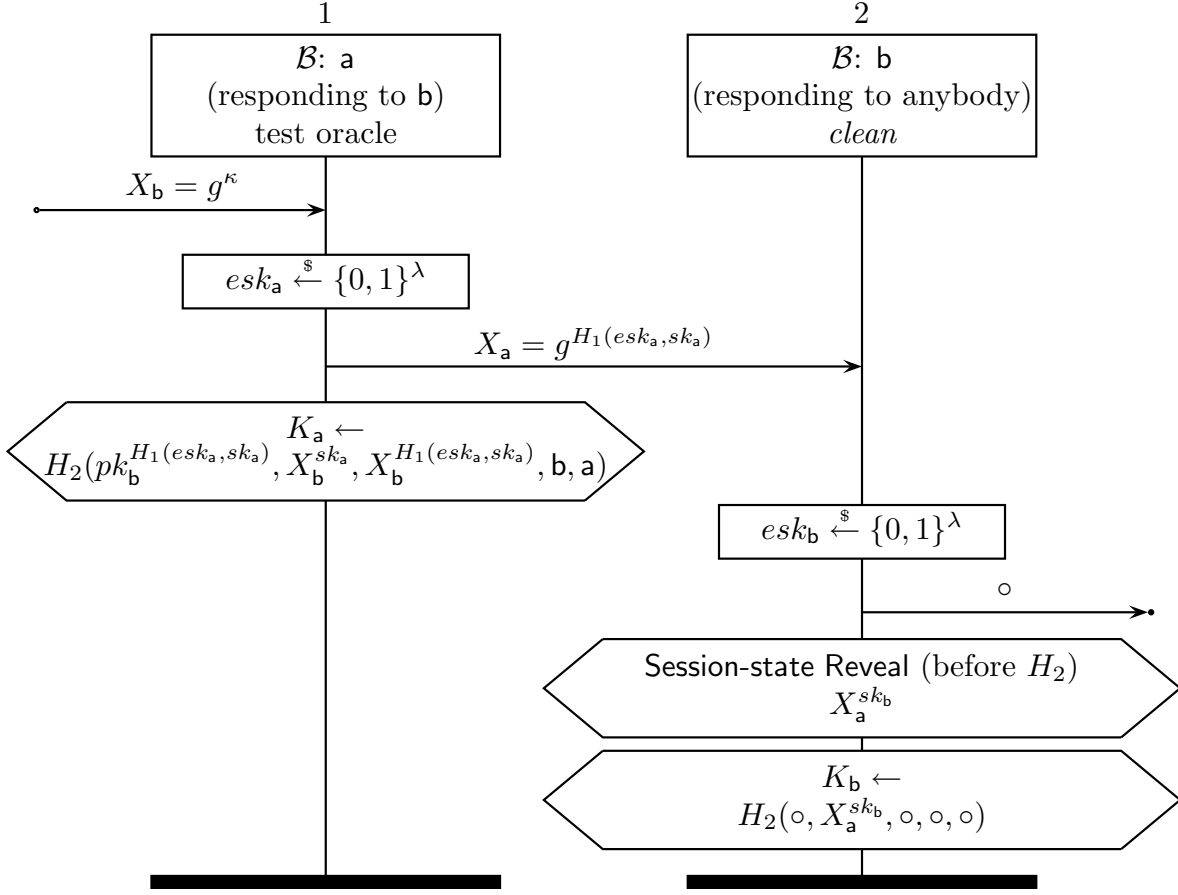 1
2
𝓑: a
(responding to b)
test oracle
𝓑: b
(responding to anybody)
clean
X_b = g^κ
esk_a ←^$ {0, 1}^λ
X_a = g^{H_1(esk_a, sk_a)}
K_a ←
H_2(pk_b^{H_1(esk_a, sk_a)}, X_b^{sk_a}, X_b^{H_1(esk_a, sk_a)}, b, a)
esk_b ←^$ {0, 1}^λ
∘
Session-state Reveal (before H_2)
X_a^{sk_b}
K_b ←
H_2(∘, X_a^{sk_b}, ∘, ∘, ∘)